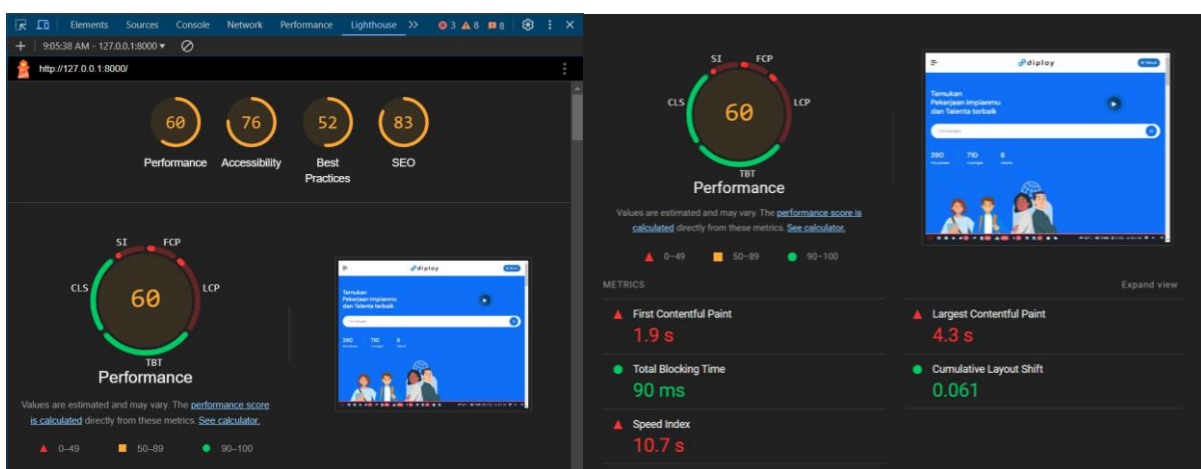 Elements Sources Console Network Performance Lighthouse >> 3 8 8
+ 9:05:38 AM - 127.0.0.1:8000
http://127.0.0.1:8000/
60 76 52 83
Performance Accessibility Best Practices SEO
SI FCP
CLS LCP
60
TBT
Performance
Values are estimated and may vary. The performance score
is calculated directly from these metrics. See calculator.
0–49 50–89 90–100
diploy
Temukan
Pekerjaan Impianmu
dan Talenta terbaik
390 710 6
SI FCP
CLS LCP
60
TBT
Performance
Values are estimated and may vary. The performance score is
calculated directly from these metrics. See calculator.
0–49 50–89 90–100
diploy
Temukan
Pekerjaan impianmu
dan Talenta terbaik
390 710 6
METRICS Expand view
First Contentful Paint
1.9 s
Largest Contentful Paint
4.3 s
Total Blocking Time
90 ms
Cumulative Layout Shift
0.061
Speed Index
10.7 s